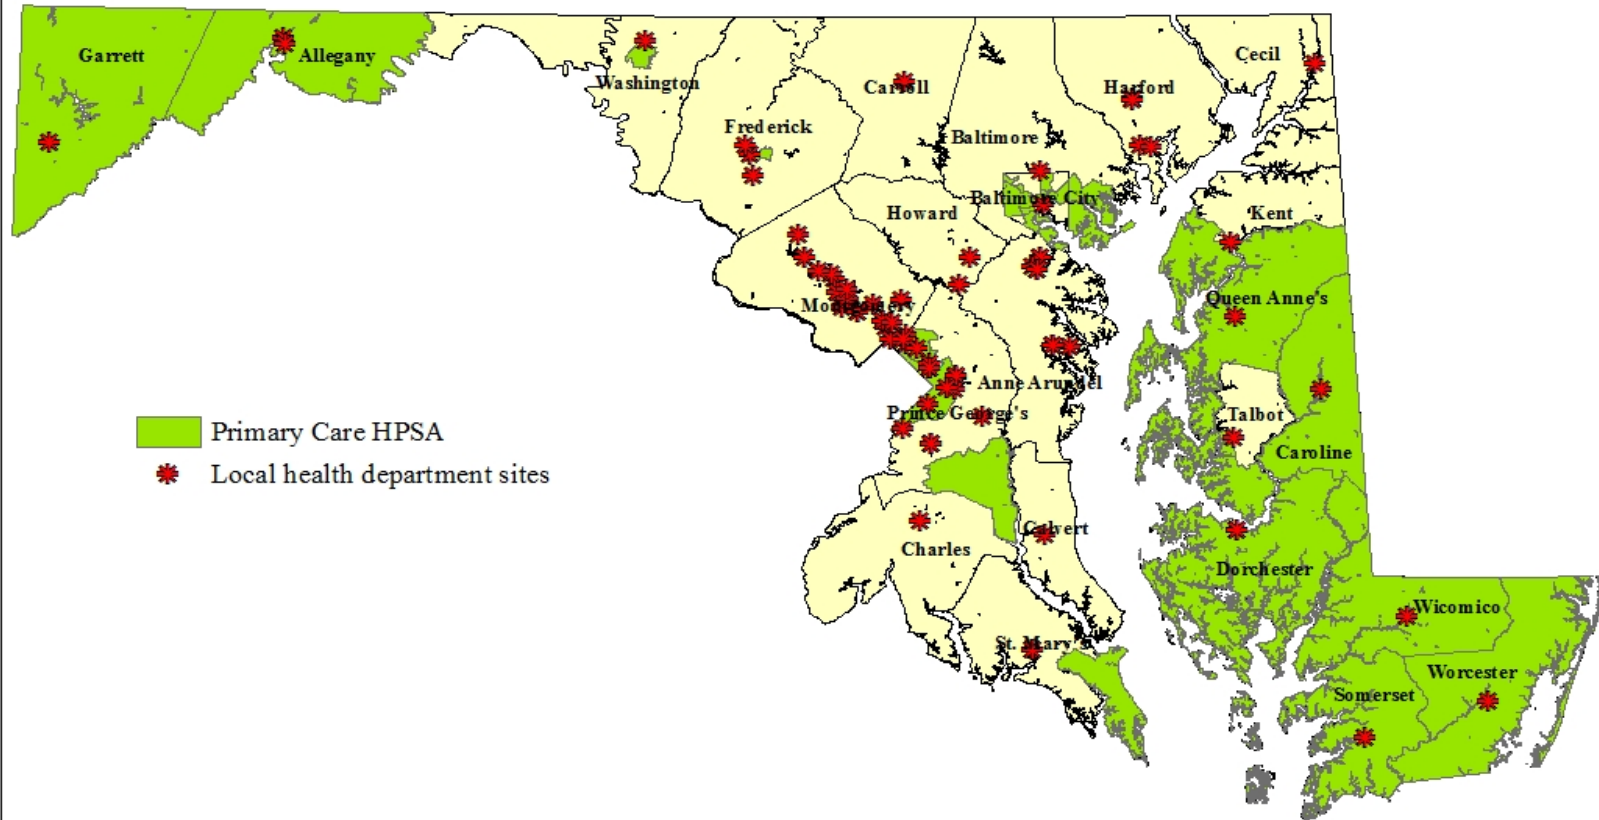 Garrett
Allegany
Washington
Frederick
Carroll
Baltimore
Harford
Cecil
Baltimore City
Howard
Kent
Montgomery
Queen Anne's
Anne Arundel
Prince George's
Talbot
Caroline
Primary Care HPSA
Local health department sites
Calvert
Charles
Dorchester
St. Mary's
Wicomico
Worcester
Somerset